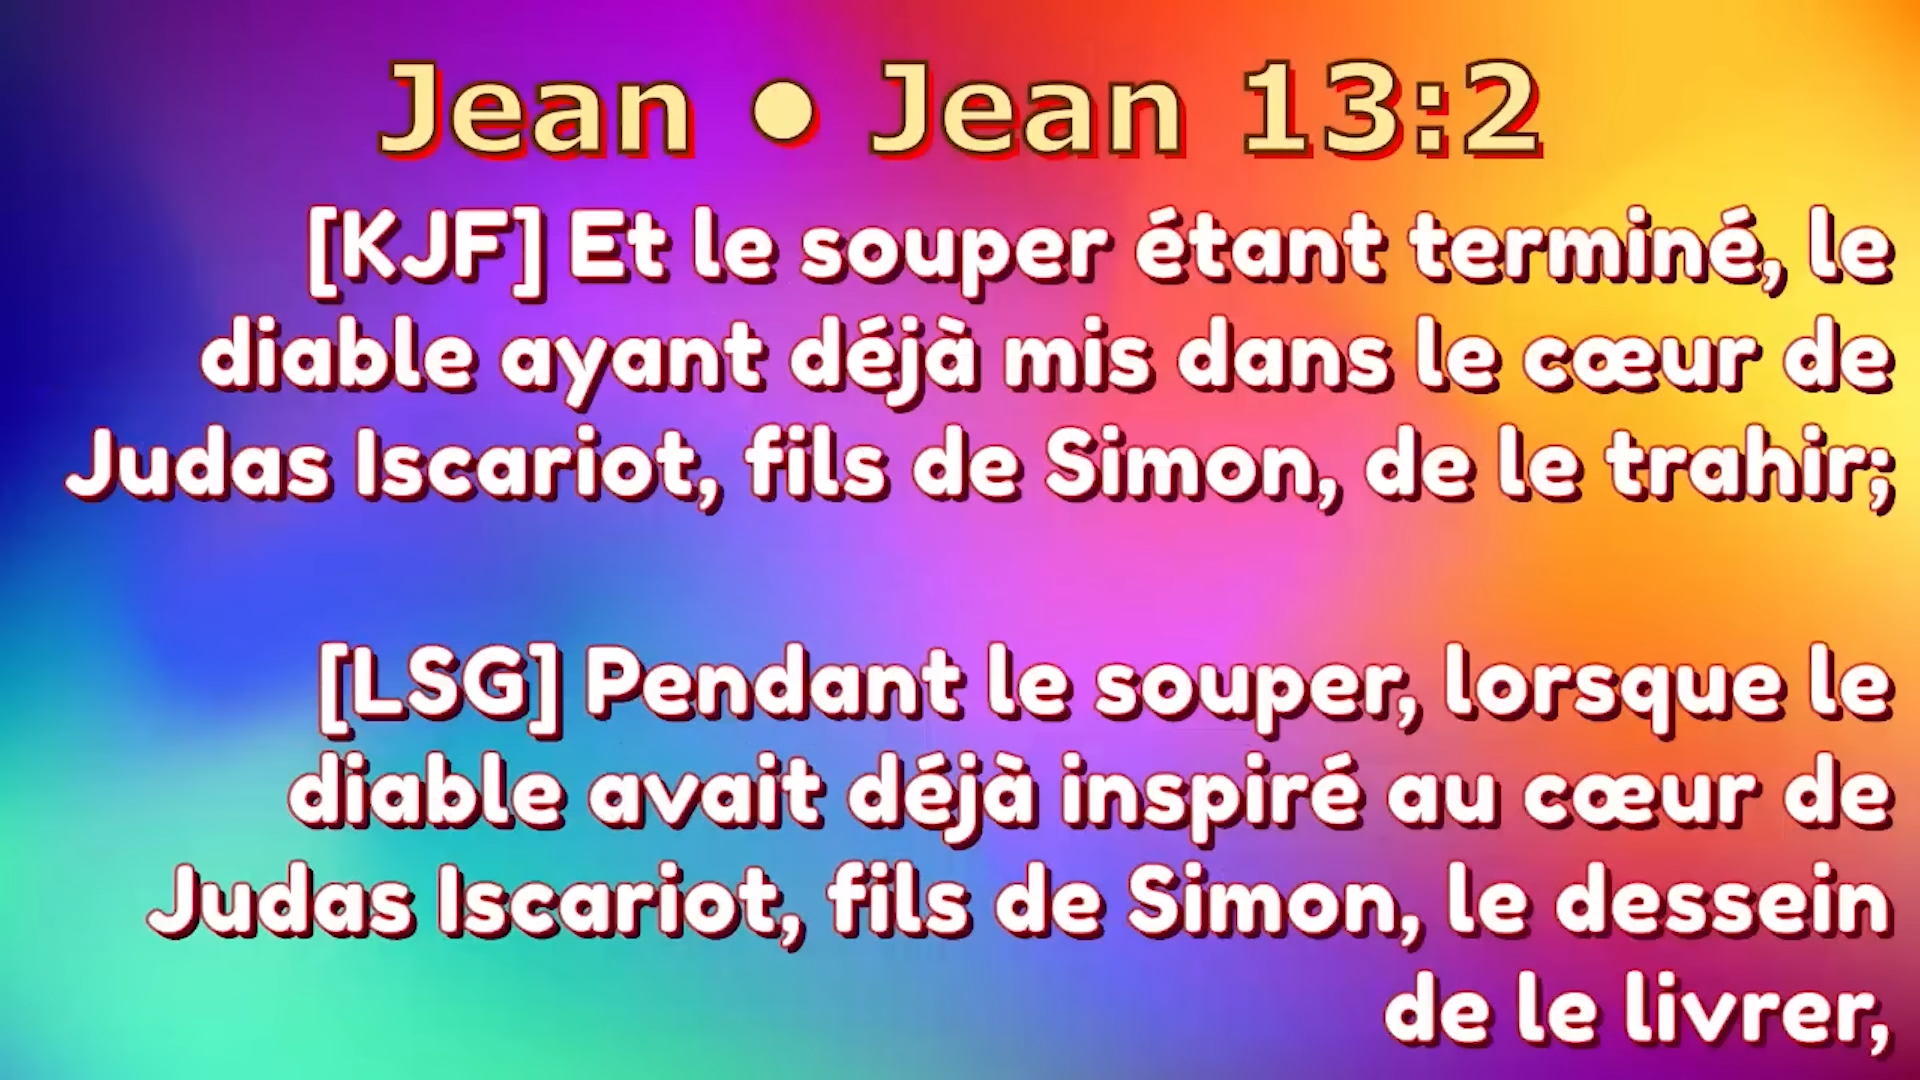 Jean • Jean 13:2
[KJF] Et le souper étant terminé, le
diable ayant déjà mis dans le cœur de
Judas Iscariot, fils de Simon, de le trahir;
[LSG] Pendant le souper, lorsque le
diable avait déjà inspiré au cœur de
Judas Iscariot, fils de Simon, le dessein
de le livrer,